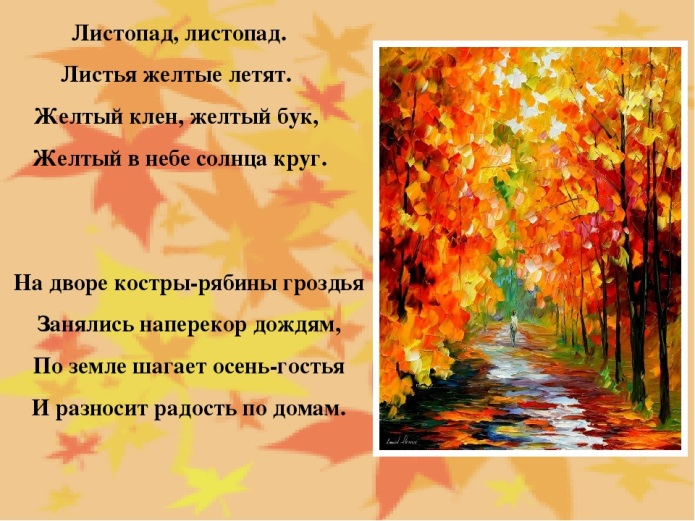 Листопад, листопад.
Листья желтые летят.
Желтый клен, желтый бук,
Желтый в небе солнца круг.
На дворе костры-рябины гроздья
Занялись наперекор дождям,
По земле шагает осень-гостья
И разносит радость по домам.